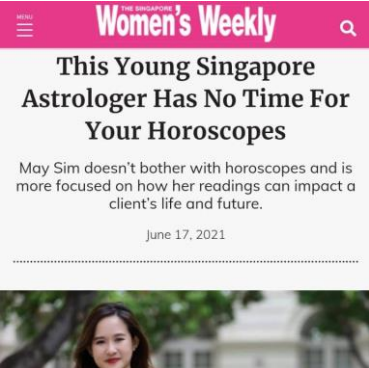 MENU
THE SINGAPORE
Women's Weekly
This Young Singapore
Astrologer Has No Time For
Your Horoscopes
May Sim doesn't bother with horoscopes and is
more focused on how her readings can impact a
client's life and future.
June 17, 2021